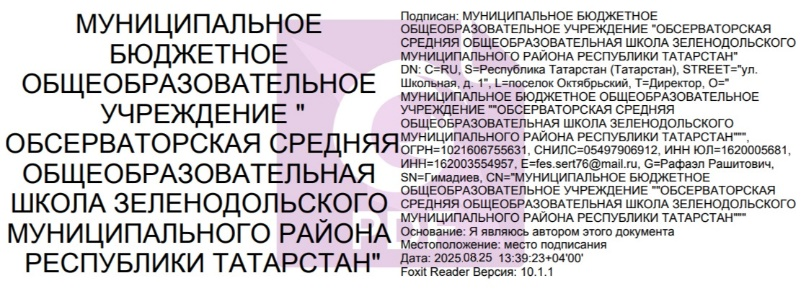 МУНИЦИПАЛЬНОЕ
БЮДЖЕТНОЕ
ОБЩЕОБРАЗОВАТЕЛЬНОЕ
УЧРЕЖДЕНИЕ "
ОБСЕРВАТОРСКАЯ СРЕДНЯЯ
ОБЩЕОБРАЗОВАТЕЛЬНАЯ
ШКОЛА ЗЕЛЕНОДОЛЬСКОГО
МУНИЦИПАЛЬНОГО РАЙОНА
РЕСПУБЛИКИ ТАТАРСТАН"
Подписан: МУНИЦИПАЛЬНОЕ БЮДЖЕТНОЕ
ОБЩЕОБРАЗОВАТЕЛЬНОЕ УЧРЕЖДЕНИЕ "ОБСЕРВАТОРСКАЯ
СРЕДНЯЯ ОБЩЕОБРАЗОВАТЕЛЬНАЯ ШКОЛА ЗЕЛЕНОДОЛЬСКОГО
МУНИЦИПАЛЬНОГО РАЙОНА РЕСПУБЛИКИ ТАТАРСТАН"
DN: C=RU, S=Республика Татарстан (Татарстан), STREET="ул.
Школьная, д. 1", L=поселок Октябрьский, T=Директор, O="
МУНИЦИПАЛЬНОЕ БЮДЖЕТНОЕ ОБЩЕОБРАЗОВАТЕЛЬНОЕ
УЧРЕЖДЕНИЕ ""ОБСЕРВАТОРСКАЯ СРЕДНЯЯ
ОБЩЕОБРАЗОВАТЕЛЬНАЯ ШКОЛА ЗЕЛЕНОДОЛЬСКОГО
МУНИЦИПАЛЬНОГО РАЙОНА РЕСПУБЛИКИ ТАТАРСТАН""",
ОГРН=1021606755631, СНИЛС=05497906912, ИНН ЮЛ=1620005681,
ИНН=162003554957, E=fes.sert76@mail.ru, G=Рафаэл Рашитович,
SN=Гимадиев, CN="МУНИЦИПАЛЬНОЕ БЮДЖЕТНОЕ
ОБЩЕОБРАЗОВАТЕЛЬНОЕ УЧРЕЖДЕНИЕ ""ОБСЕРВАТОРСКАЯ
СРЕДНЯЯ ОБЩЕОБРАЗОВАТЕЛЬНАЯ ШКОЛА ЗЕЛЕНОДОЛЬСКОГО
МУНИЦИПАЛЬНОГО РАЙОНА РЕСПУБЛИКИ ТАТАРСТАН"""
Основание: Я являюсь автором этого документа
Местоположение: место подписания
Дата: 2025.08.25 13:39:23+04'00'
Foxit Reader Версия: 10.1.1